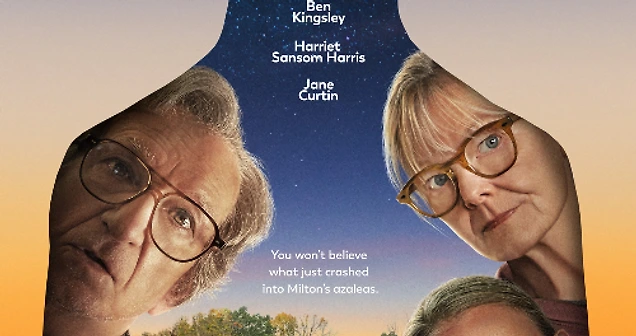 Ben
Kingsley
Harriet
Sansom Harris
Jane
Curtin
You won't believe
what just crashed
into Milton's azaleas.